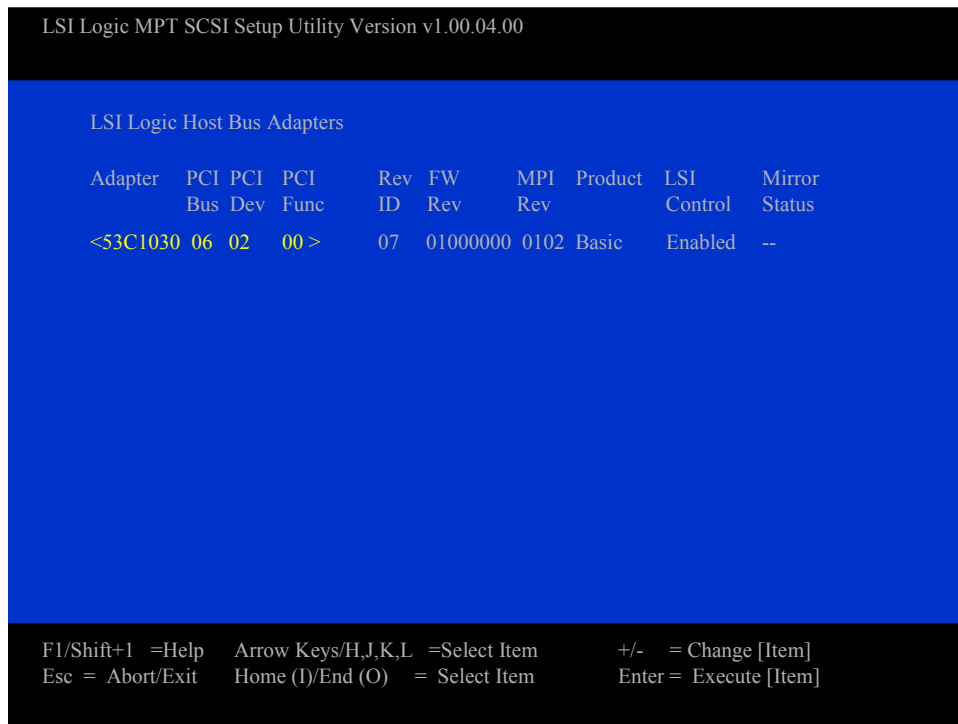 LSI Logic MPT SCSI Setup Utility Version v1.00.04.00
LSI Logic Host Bus Adapters
Adapter PCI PCI PCI Rev FW MPI Product LSI Mirror
Bus Dev Func ID Rev Rev Control Status
<53C1030 06 02 00 > 07 01000000 0102 Basic Enabled --
F1/Shift+1 =Help Arrow Keys/H,J,K,L =Select Item +/- = Change [Item]
Esc = Abort/Exit Home (I)/End (O) = Select Item Enter = Execute [Item]